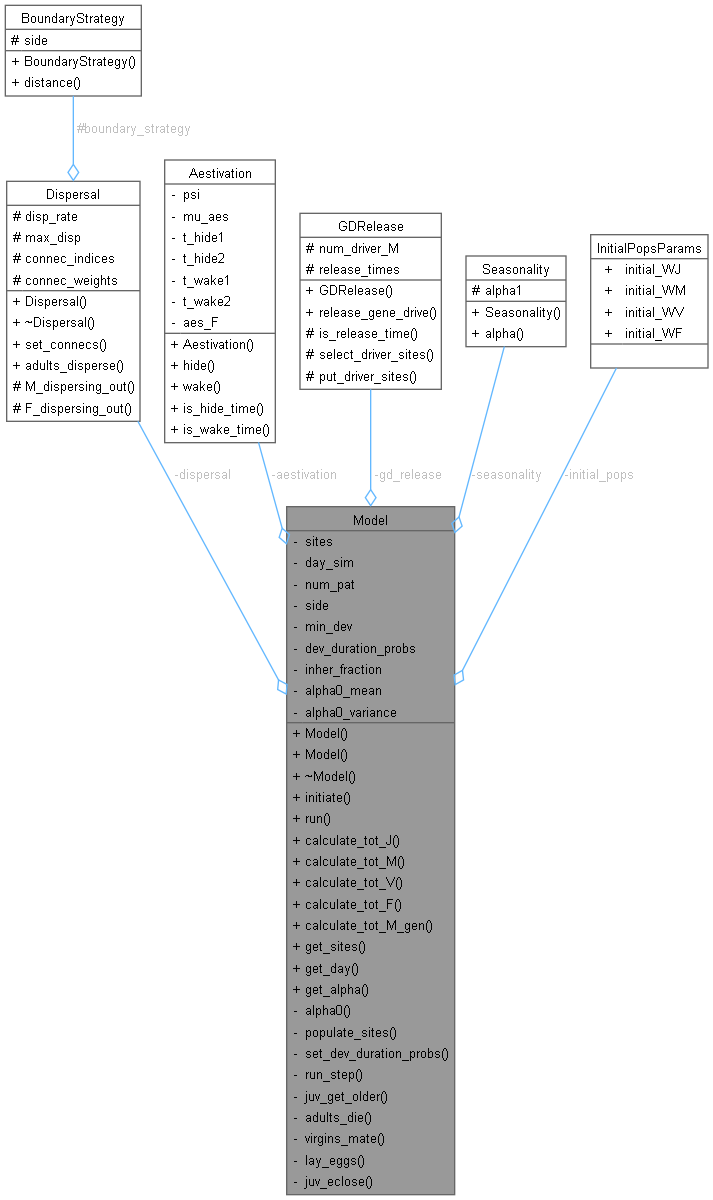 BoundaryStrategy
# side
+ BoundaryStrategy()
+ distance()
#boundary_strategy
Dispersal
# disp_rate
# max_disp
# connec_indices
# connec_weights
+ Dispersal()
+ ~Dispersal()
+ set_connecs()
+ adults_disperse()
# M_dispersing_out()
# F_dispersing_out()
Aestivation
- psi
- mu_aes
- t_hide1
- t_hide2
- t_wake1
- t_wake2
- aes_F
+ Aestivation()
+ hide()
+ wake()
+ is_hide_time()
+ is_wake_time()
GDRelease
# num_driver_M
# release_times
+ GDRelease()
+ release_gene_drive()
# is_release_time()
# select_driver_sites()
# put_driver_sites()
Seasonality
# alpha1
+ Seasonality()
+ alpha()
InitialPopsParams
+ initial_WJ
+ initial_WM
+ initial_WV
+ initial_WF
-dispersal
-aestivation
-gd_release
-seasonality
-initial_pops
Model
- sites
- day_sim
- num_pat
- side
- min_dev
- dev_duration_probs
- inher_fraction
- alpha0_mean
- alpha0_variance
+ Model()
+ Model()
+ ~Model()
+ initiate()
+ run()
+ calculate_tot_J()
+ calculate_tot_M()
+ calculate_tot_V()
+ calculate_tot_F()
+ calculate_tot_M_gen()
+ get_sites()
+ get_day()
+ get_alpha()
- alpha0()
- populate_sites()
- set_dev_duration_probs()
- run_step()
- juv_get_older()
- adults_die()
- virgins_mate()
- lay_eggs()
- juv_eclose()